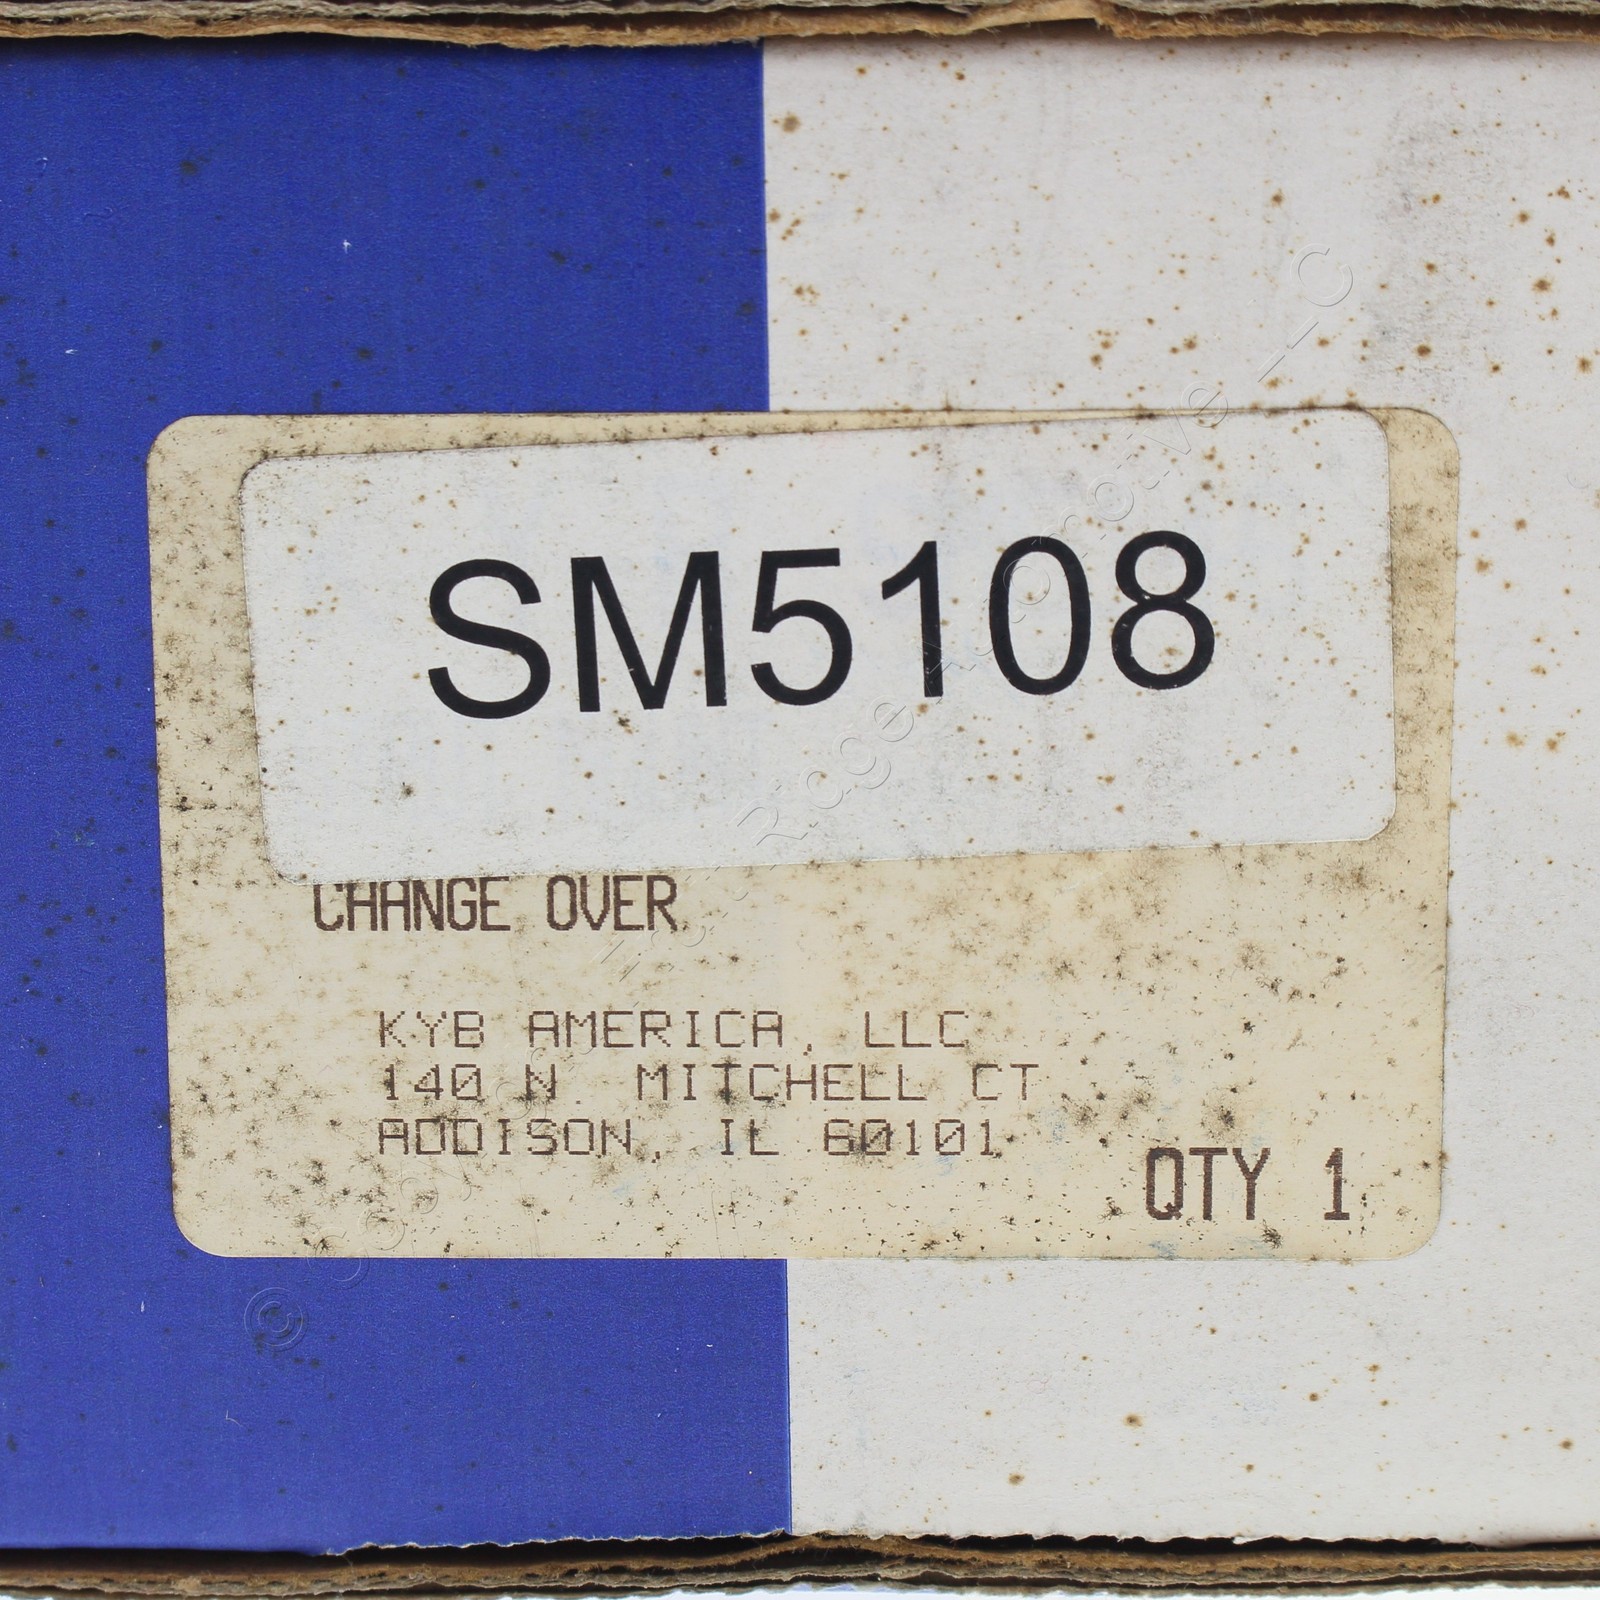 SM5108
CHANGE OVER
KYB AMERICA, LLC
140 N. MITCHELL CT
ADDISON, IL 60101
QTY 1